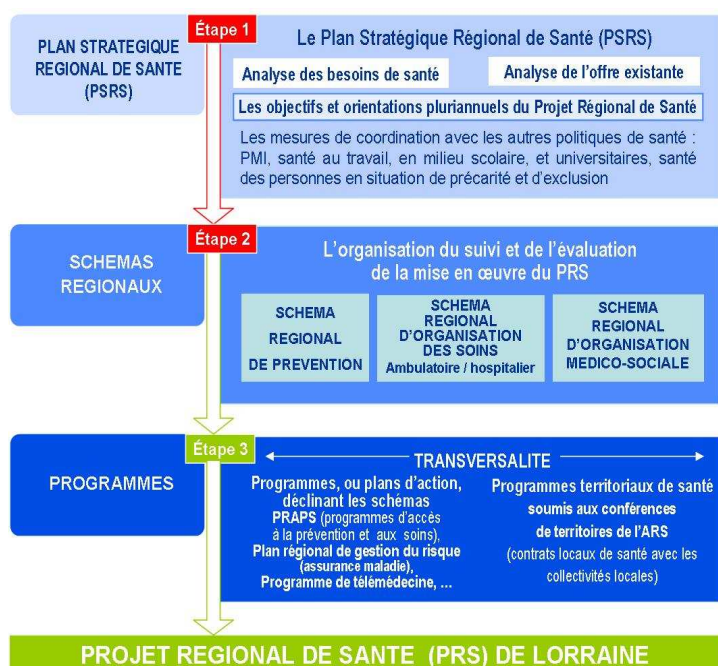 Étape 1
PLAN STRATEGIQUE
REGIONAL DE SANTE
(PSRS)
Le Plan Stratégique Régional de Santé (PSRS)
Analyse des besoins de santé
Analyse de l'offre existante
Les objectifs et orientations pluriannuels du Projet Régional de Santé
Les mesures de coordination avec les autres politiques de santé :
PMI, santé au travail, en milieu scolaire, et universitaires, santé
des personnes en situation de précarité et d'exclusion
Étape 2
SCHEMAS
REGIONAUX
L'organisation du suivi et de l'évaluation
de la mise en œuvre du PRS
SCHEMA
REGIONAL
DE PREVENTION
SCHEMA
REGIONAL
D'ORGANISATION
DES SOINS
Ambulatoire / hospitalier
SCHEMA
REGIONAL
D'ORGANISATION
MEDICO-SOCIALE
Étape 3
PROGRAMMES
TRANSVERSALITE
Programmes, ou plans d'action,
déclinant les schémas
PRAPS (programmes d'accès
à la prévention et aux soins),
Plan régional de gestion du risque
(assurance maladie),
Programme de télémédecine, ...
Programmes territoriaux de santé
soumis aux conférences
de territoires de l'ARS
(contrats locaux de santé avec les
collectivités locales)
PROJET REGIONAL DE SANTE (PRS) DE LORRAINE